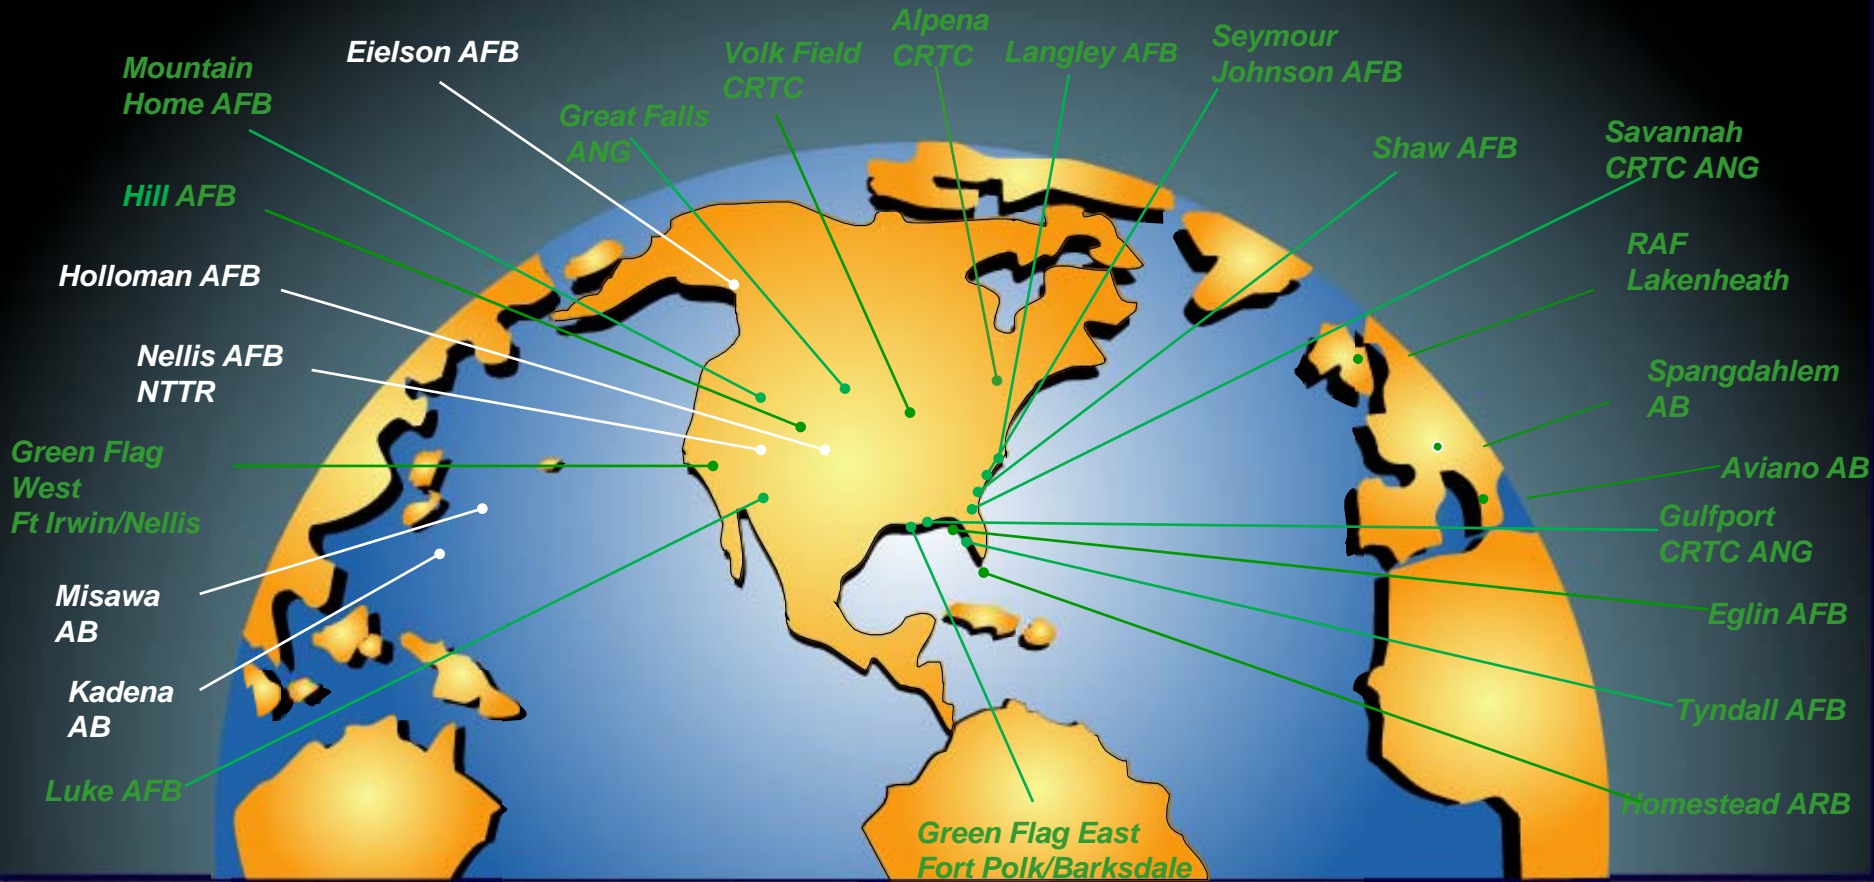 Mountain
Home AFB
Eielson AFB
Great Falls
ANG
Volk Field
CRTC
Alpena
CRTC
Langley AFB
Seymour
Johnson AFB
Shaw AFB
Savannah
CRTC ANG
Hill AFB
RAF
Lakenheath
Holloman AFB
Nellis AFB
NTTR
Spangdahlem
AB
Green Flag
West
Ft Irwin/Nellis
Aviano AB
Gulfport
CRTC ANG
Misawa
AB
Eglin AFB
Kadena
AB
Tyndall AFB
Luke AFB
Homestead ARB
Green Flag East
Fort Polk/Barksdale